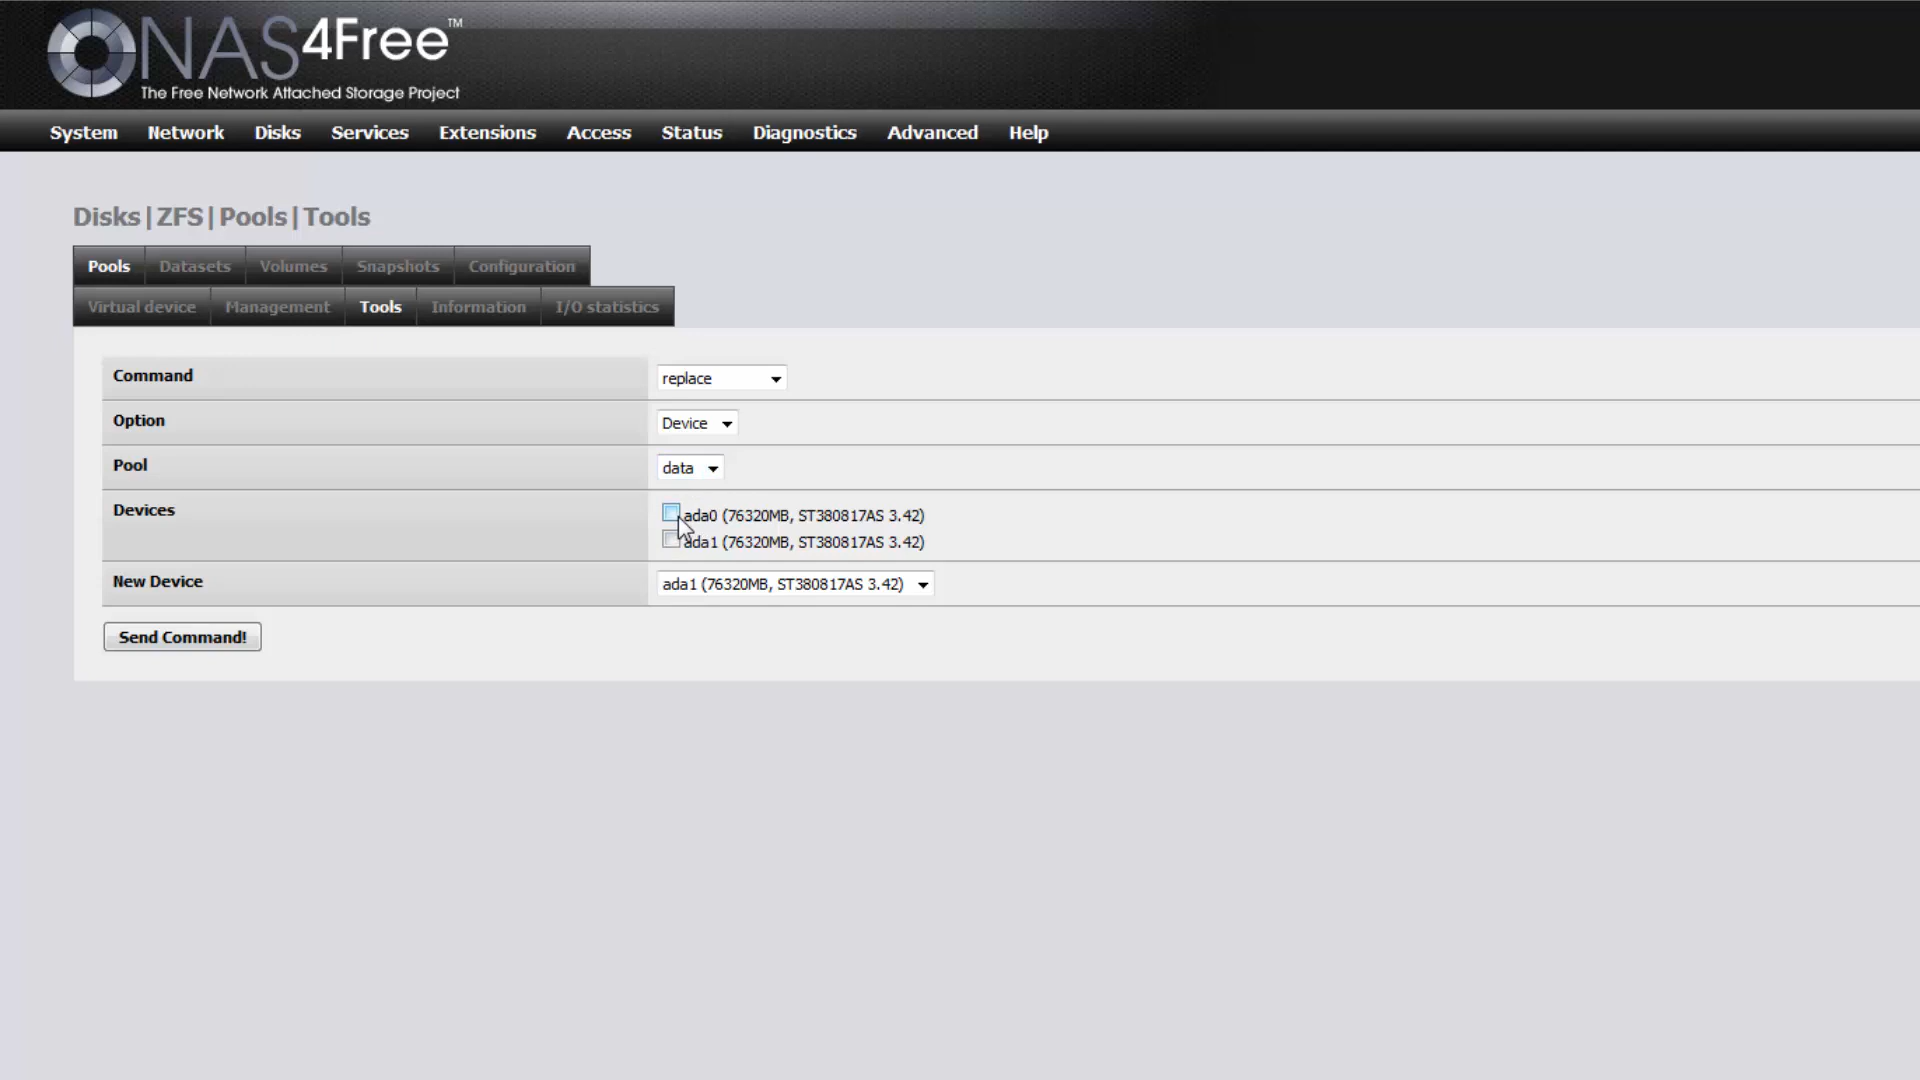 NAS4Free™
The Free Network Attached Storage Project
System Network Disks Services Extensions Access Status Diagnostics Advanced Help
Disks|ZFS|Pools|Tools
Pools Datasets Volumes Snapshots Configuration
Virtual device Management Tools Information I/O statistics
Command replace
Option Device
Pool data
Devices ada0 (76320MB, ST380817AS 3.42)
ada1 (76320MB, ST380817AS 3.42)
New Device ada1 (76320MB, ST380817AS 3.42)
Send Command!